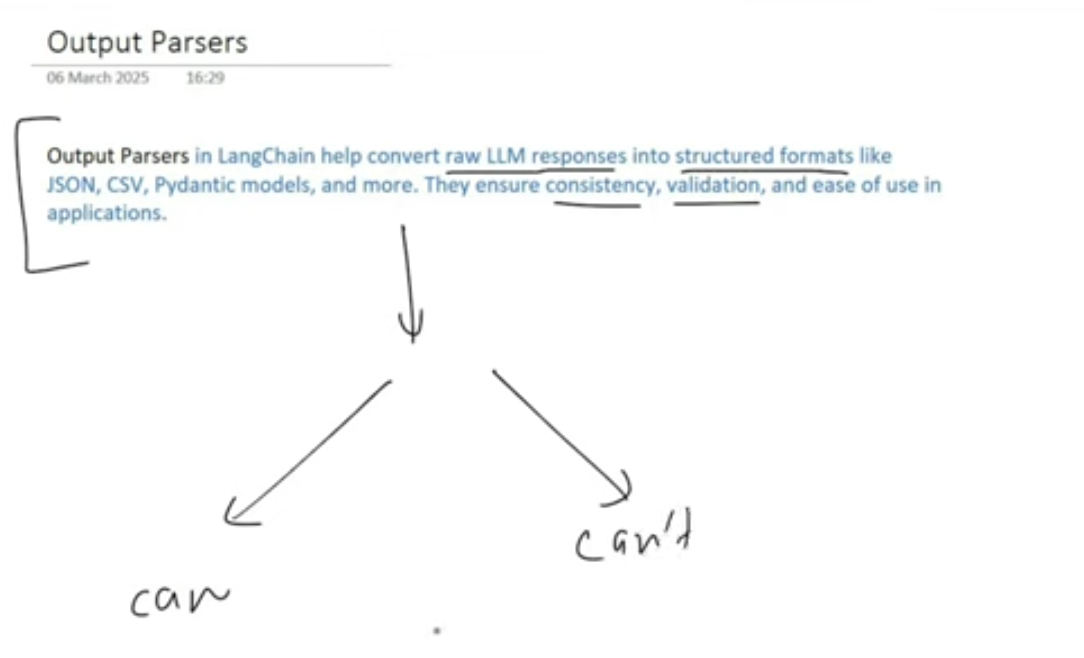 Output Parsers
06 March 2025 16:29
Output Parsers in LangChain help convert raw LLM responses into structured formats like
JSON, CSV, Pydantic models, and more. They ensure consistency, validation, and ease of use in
applications.
can't
can